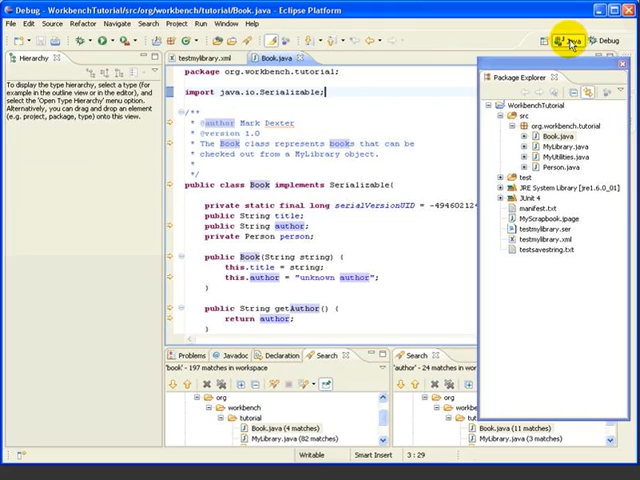 Debug - WorkbenchTutorial/src/org/workbench/tutorial/Book.java - Eclipse Platform
File Edit Source Refactor Navigate Search Project Run Window Help
Java Debug
Hierarchy
To display the type hierarchy, select a type (for
example in the outline view or in the editor), and
select the 'Open Type Hierarchy' menu option.
Alternatively, you can drag and drop an element
(e.g. project, package, type) onto this view.
testmylibrary.xml Book.java
package org.workbench.tutorial;
import java.io.Serializable;
/**
* @author Mark Dexter
* @version 1.0
* The Book class represents books that can be
* checked out from a MyLibrary object.
*
*/
public class Book implements Serializable{
private static final long serialVersionUID = -494602124
public String title;
public String author;
private Person person;
public Book(String string) {
this.title = string;
this.author = "unknown author";
}
public String getAuthor() {
return author;
}
Package Explorer
WorkbenchTutorial
src
org.workbench.tutorial
Book.java
MyLibrary.java
MyUtilities.java
Person.java
test
JRE System Library [jre1.6.0_01]
JUnit 4
manifest.txt
MyScrapbook.jpage
testmylibrary.ser
testmylibrary.xml
testsavestring.txt
Problems Javadoc Declaration Search
'book' - 197 matches in workspace
org
workbench
tutorial
Book.java (4 matches)
MyLibrary.java (82 matches)
Search
'author' - 24 matches in workspace
org
workbench
tutorial
Book.java (11 matches)
MyLibrary.java (3 matches)
Writable Smart Insert 3 : 29